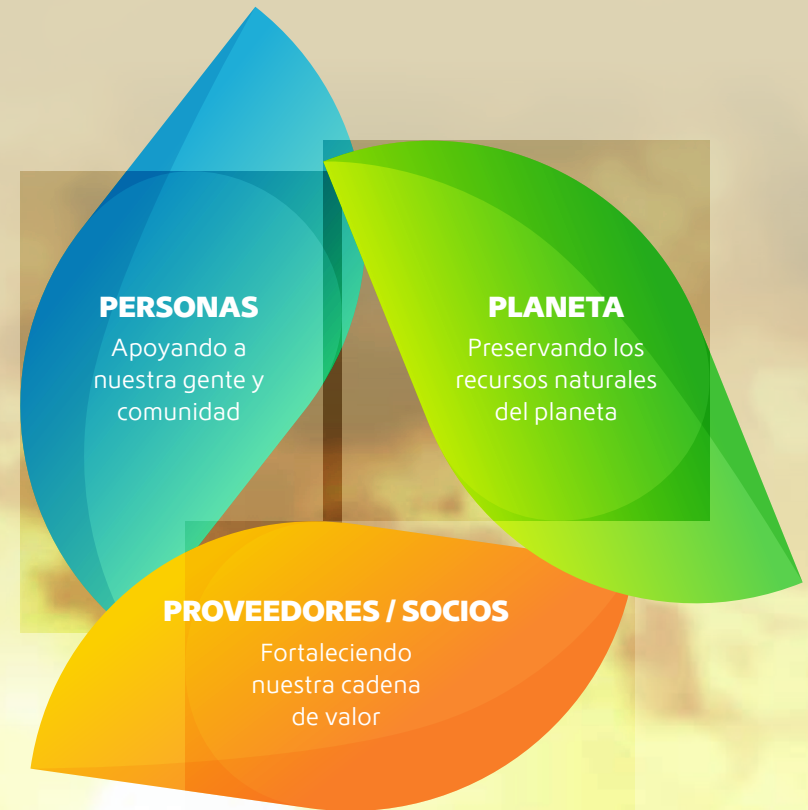 PERSONAS
Apoyando a
nuestra gente y
comunidad
PLANETA
Preservando los
recursos naturales
del planeta
PROVEEDORES / SOCIOS
Fortaleciendo
nuestra cadena
de valor